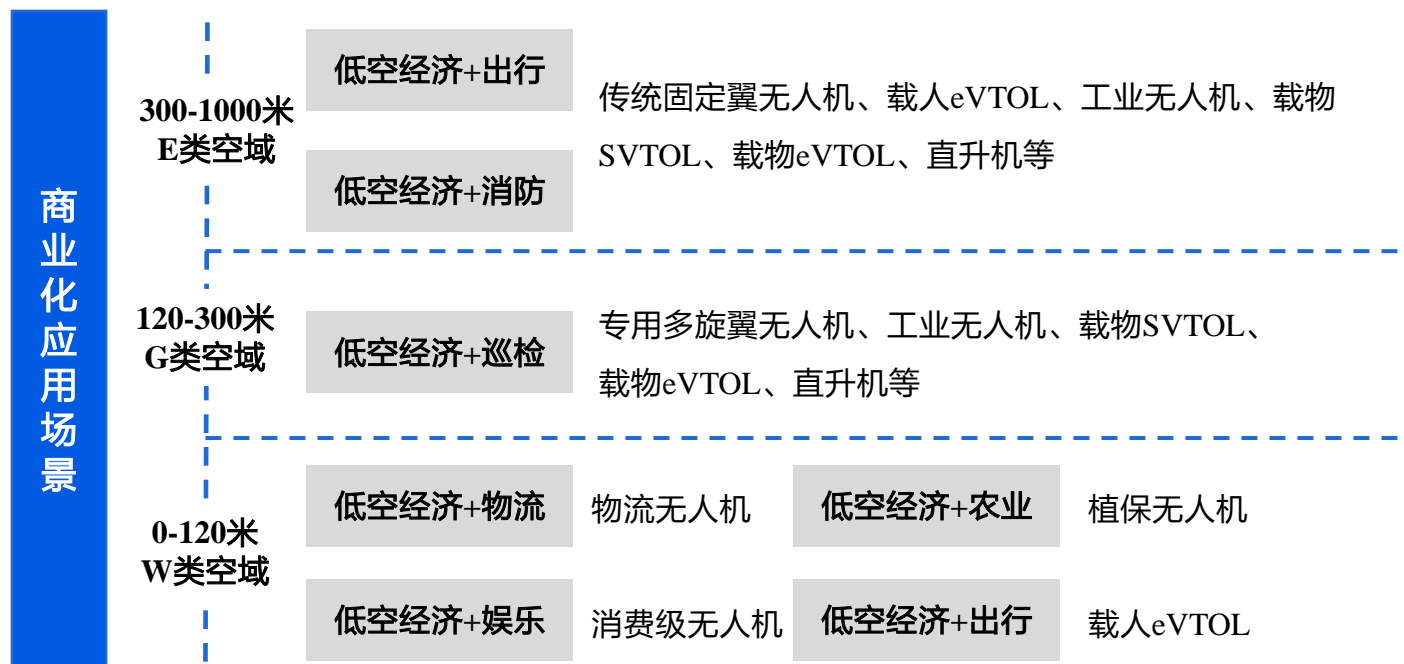 商业化应用场景
300-1000米
E类空域
低空经济+出行
低空经济+消防
传统固定翼无人机、载人eVTOL、工业无人机、载物
SVTOL、载物eVTOL、直升机等
120-300米
G类空域
低空经济+巡检
专用多旋翼无人机、工业无人机、载物SVTOL、
载物eVTOL、直升机等
0-120米
W类空域
低空经济+物流
物流无人机
低空经济+农业
植保无人机
低空经济+娱乐
消费级无人机
低空经济+出行
载人eVTOL